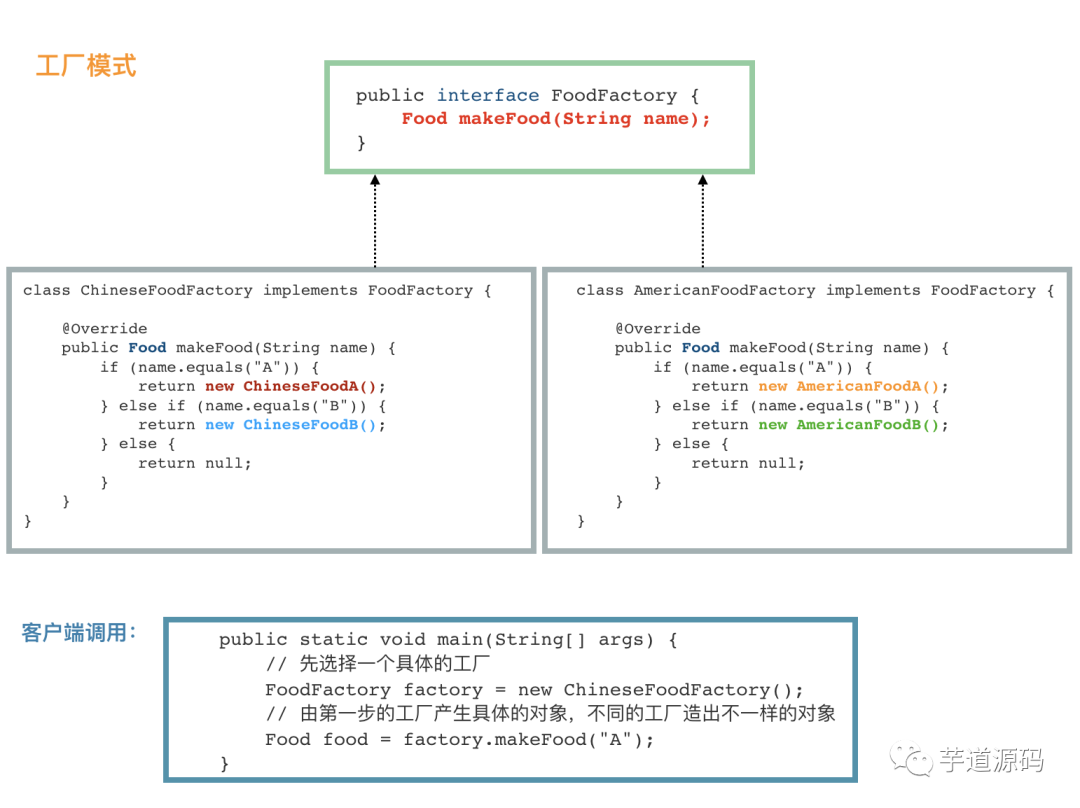 工厂模式
public interface FoodFactory {
    Food makeFood(String name);
}
class ChineseFoodFactory implements FoodFactory {
    @Override
    public Food makeFood(String name) {
        if (name.equals("A")) {
            return new ChineseFoodA();
        } else if (name.equals("B")) {
            return new ChineseFoodB();
        } else {
            return null;
        }
    }
}
class AmericanFoodFactory implements FoodFactory {
    @Override
    public Food makeFood(String name) {
        if (name.equals("A")) {
            return new AmericanFoodA();
        } else if (name.equals("B")) {
            return new AmericanFoodB();
        } else {
            return null;
        }
    }
}
客户端调用：
public static void main(String[] args) {
    // 先选择一个具体的工厂
    FoodFactory factory = new ChineseFoodFactory();
    // 由第一步的工厂产生具体的对象，不同的工厂造出不一样的对象
    Food food = factory.makeFood("A");
}
芋道源码